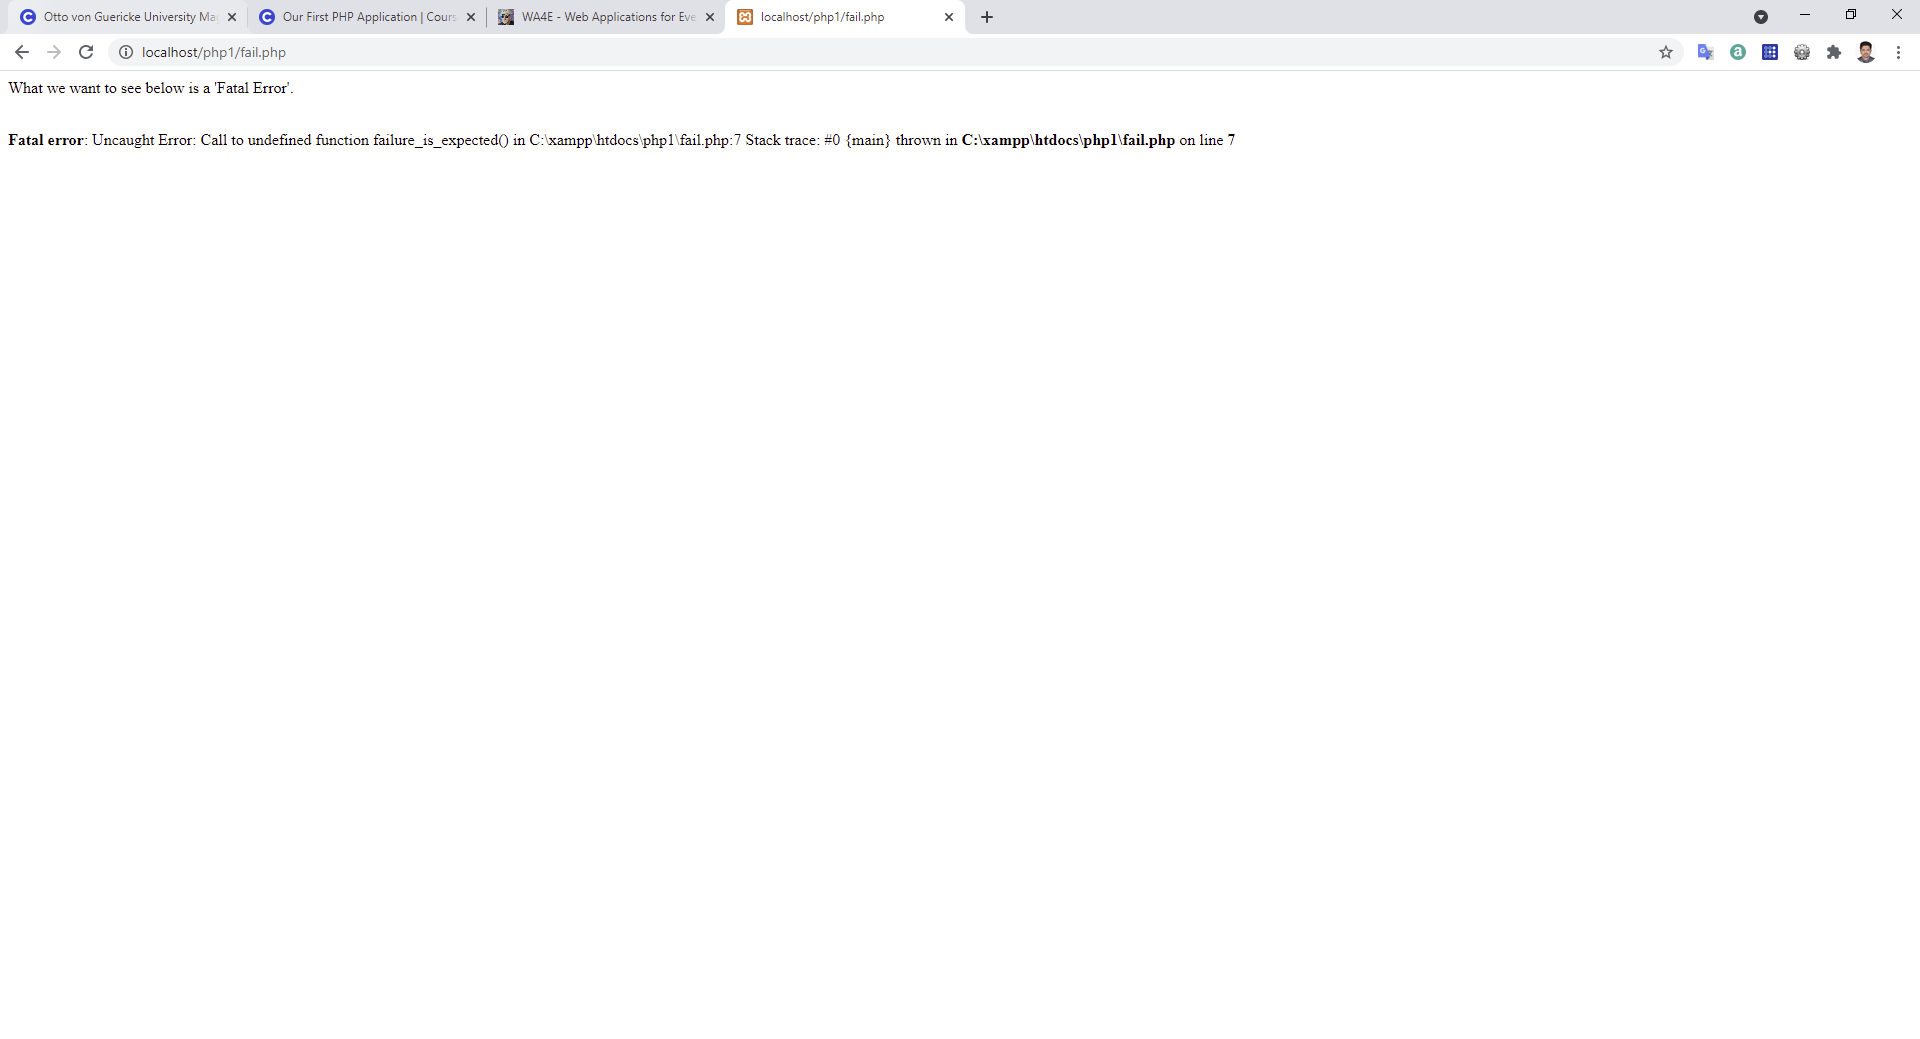 Otto von Guericke University Ma
Our First PHP Application | Cours
WA4E - Web Applications for Eve
localhost/php1/fail.php
localhost/php1/fail.php
What we want to see below is a 'Fatal Error'.
Fatal error: Uncaught Error: Call to undefined function failure_is_expected() in C:\xampp\htdocs\php1\fail.php:7 Stack trace: #0 {main} thrown in C:\xampp\htdocs\php1\fail.php on line 7